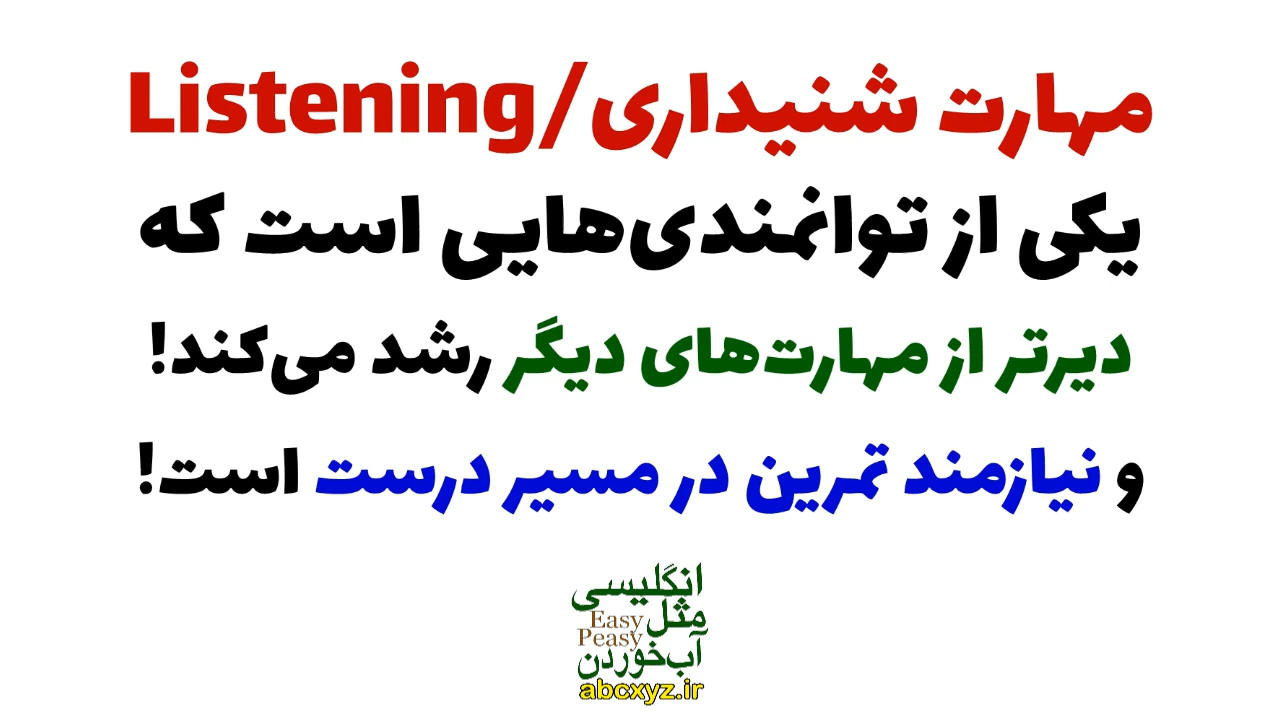 مهارت شنیداری/Listening
یکی از توانمندی‌هایی است که
دیرتر از مهارت‌های دیگر رشد می‌کند!
و نیازمند تمرین در مسیر درست است!
انگلیسی
مثل
Easy
Peasy
آب‌خوردن
abcxyz.ir